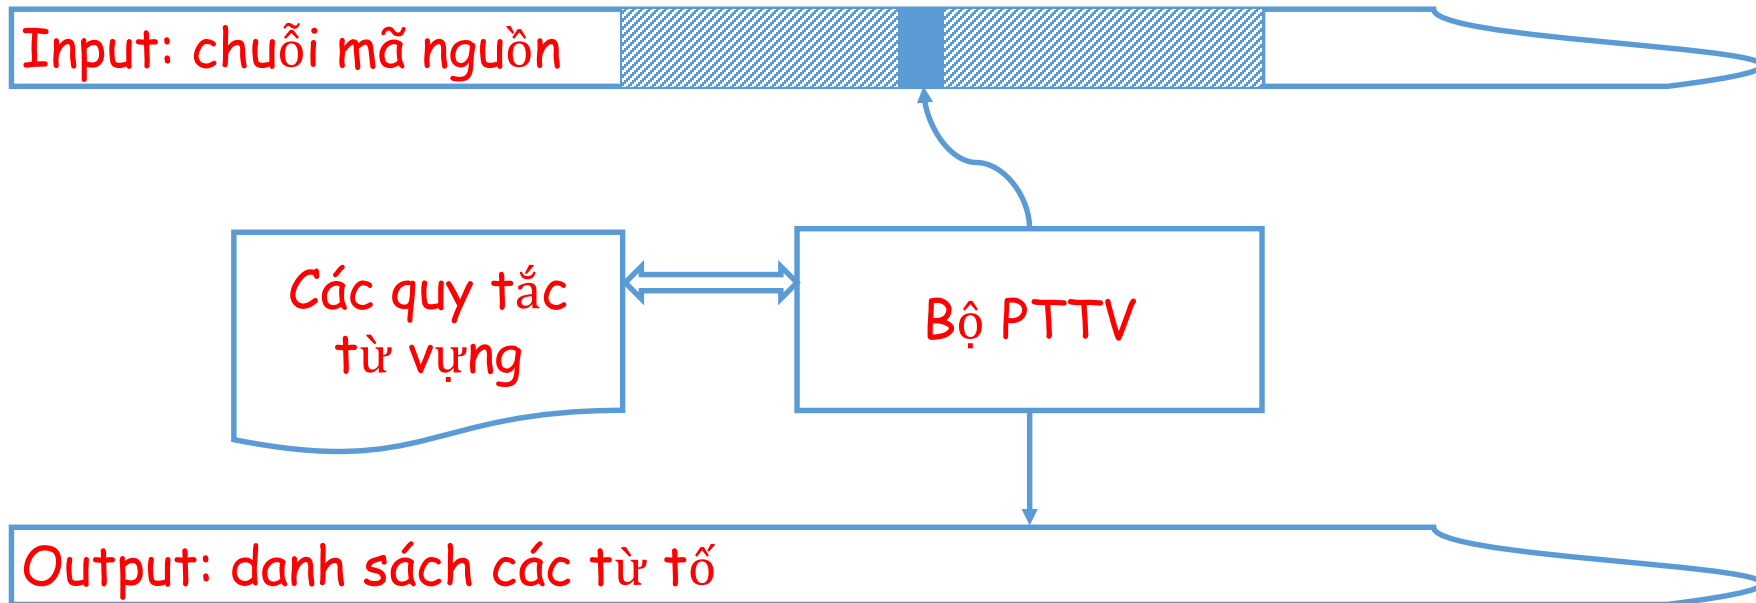 Input: chuỗi mã nguồn
Các quy tắc
từ vựng
Bộ PTTV
Output: danh sách các từ tố